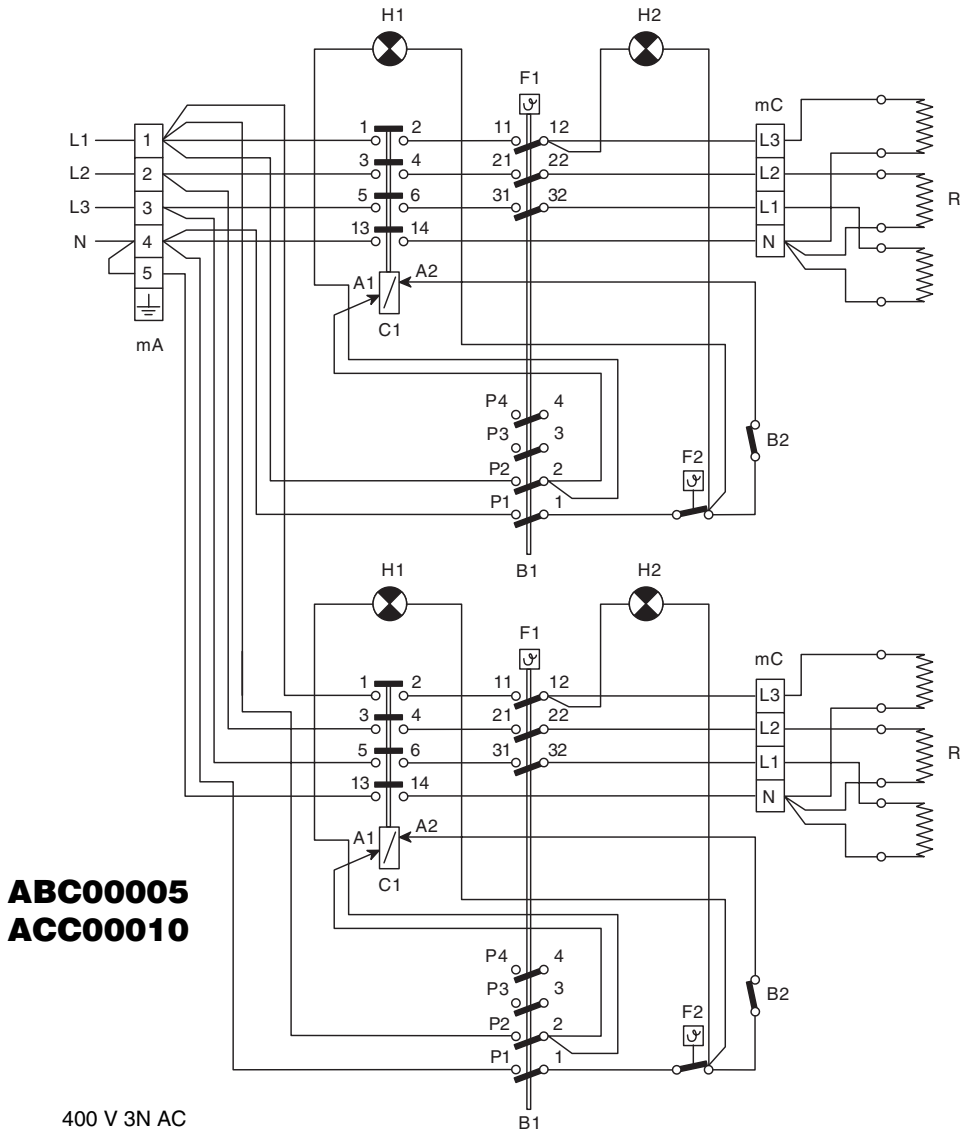 H1 H2
F1
ϑ
mC
L1 1 1 2 11 12 L3
L2 2 3 4 21 22 L2
L3 3 5 6 31 32 L1 R
N 4 13 14 N
5 A1 A2
C1
mA
P4 4
P3 3 B2
P2 2 F2
ϑ
P1 1
B1
H1 H2
F1
ϑ
mC
1 2 11 12 L3
3 4 21 22 L2
5 6 31 32 L1 R
13 14 N
A1 A2
C1
ABC00005
ACC00010
P4 4
P3 3 B2
P2 2 F2
ϑ
P1 1
400 V 3N AC
B1